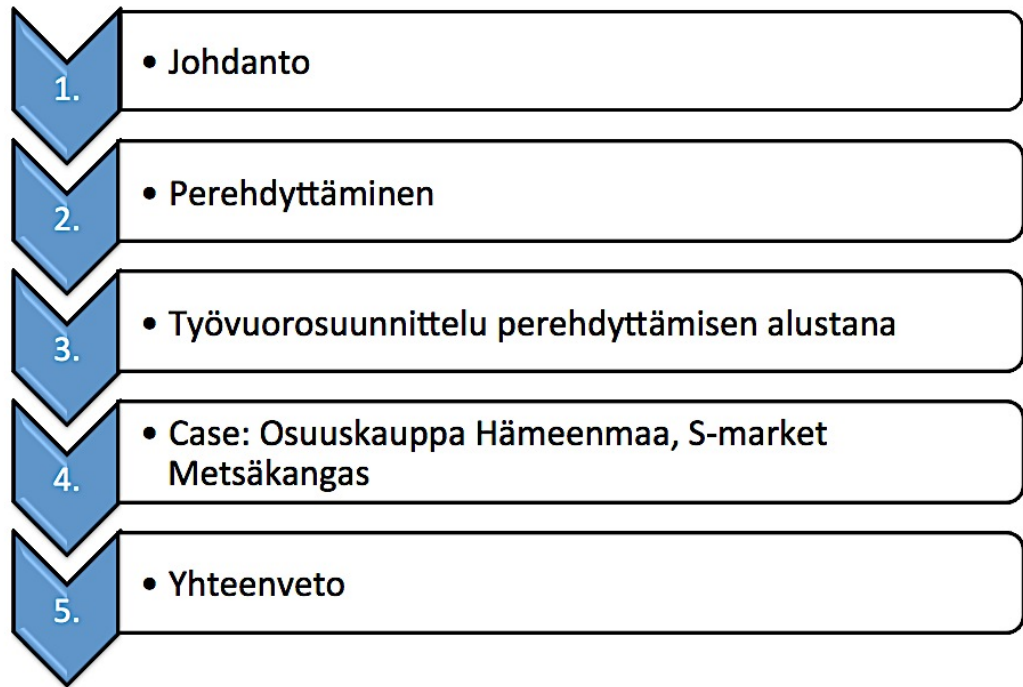 1.
• Johdanto
2.
• Perehdyttäminen
3.
• Työvuorosuunnittelu perehdyttämisen alustana
4.
• Case: Osuuskauppa Hämeenmaa, S-market
Metsäkangas
5.
• Yhteenveto